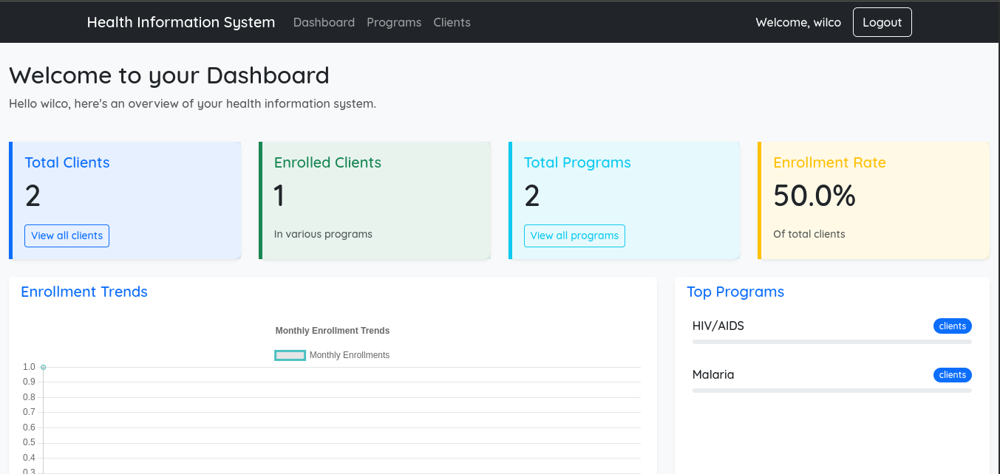 Health Information System Dashboard Programs Clients Welcome, wilco Logout
Welcome to your Dashboard
Hello wilco, here's an overview of your health information system.
Total Clients
2
View all clients
Enrolled Clients
1
In various programs
Total Programs
2
View all programs
Enrollment Rate
50.0%
Of total clients
Enrollment Trends
Monthly Enrollment Trends
Monthly Enrollments
1.0
0.9
0.8
0.7
0.6
0.5
0.4
0.3
Top Programs
HIV/AIDS clients
Malaria clients